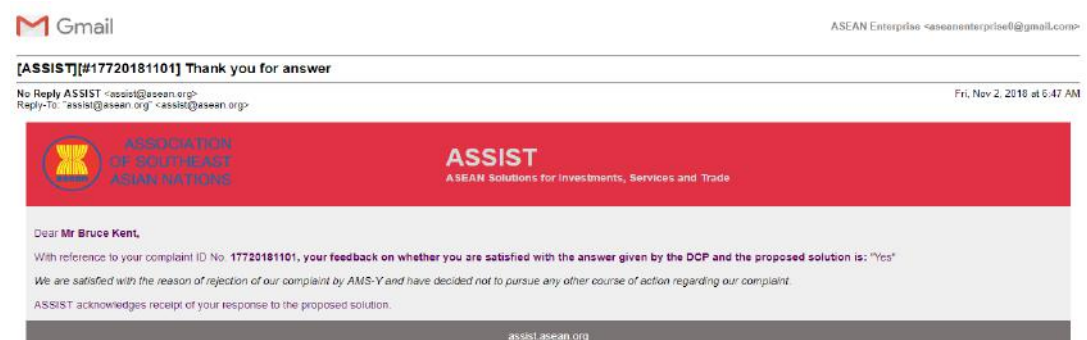 Gmail
ASEAN Enterprise <aseanenterprise6@gmail.com>
[ASSIST][#17720181101] Thank you for answer
No Reply ASSIST <assist@asean.org>
Fri, Nov 2, 2018 at 6:47 AM
Reply-To: "assist@asean.org" <assist@asean.org>
ASSOCIATION
OF SOUTHEAST
ASIAN NATIONS
ASSIST
ASEAN Solutions for Investments, Services and Trade
Dear Mr Bruce Kent,
With reference to your complaint ID No. 17720181101, your feedback on whether you are satisfied with the answer given by the DCP and the proposed solution is: "Yes"
We are satisfied with the reason of rejection of our complaint by AMS-Y and have decided not to pursue any other course of action regarding our complaint.
ASSIST acknowledges receipt of your response to the proposed solution.
assist.asean.org